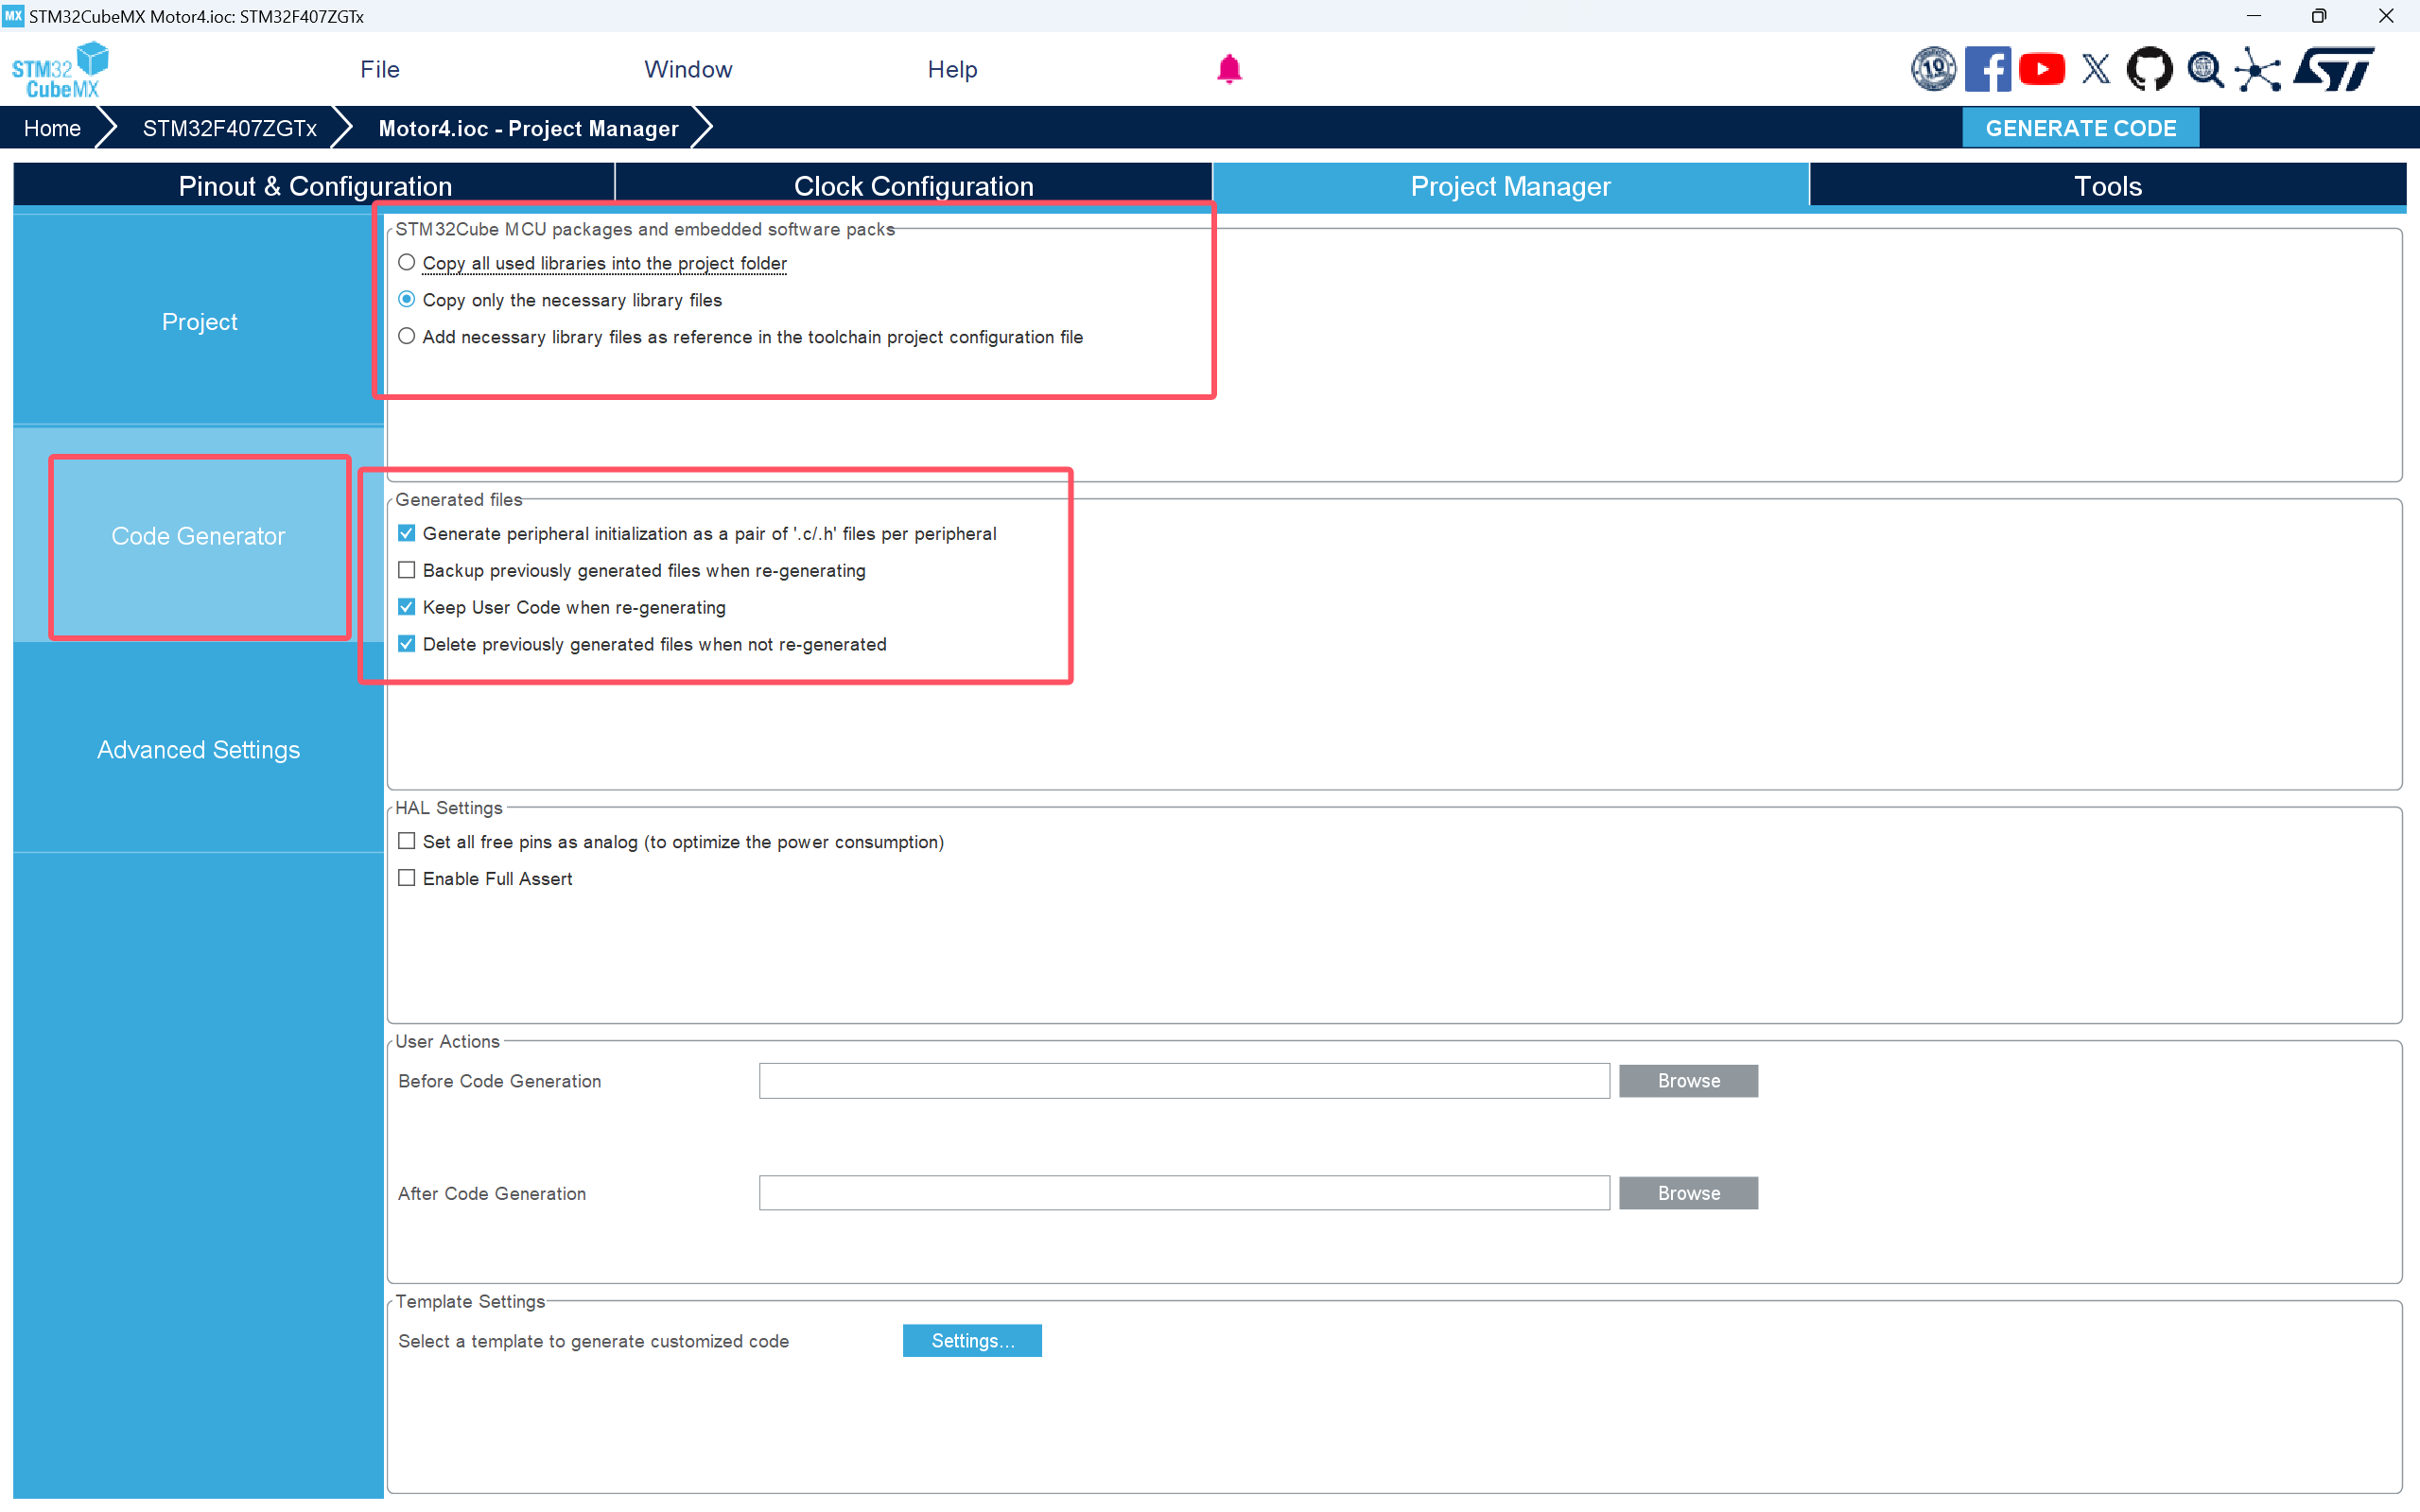 MX STM32CubeMX Motor4.ioc: STM32F407ZGTx
STM32
CubeMX
File
Window
Help
10
ST
Home
STM32F407ZGTx
Motor4.ioc - Project Manager
GENERATE CODE
Pinout & Configuration
Clock Configuration
Project Manager
Tools
Project
Code Generator
Advanced Settings
STM32Cube MCU packages and embedded software packs
Copy all used libraries into the project folder
Copy only the necessary library files
Add necessary library files as reference in the toolchain project configuration file
Generated files
Generate peripheral initialization as a pair of '.c/.h' files per peripheral
Backup previously generated files when re-generating
Keep User Code when re-generating
Delete previously generated files when not re-generated
HAL Settings
Set all free pins as analog (to optimize the power consumption)
Enable Full Assert
User Actions
Before Code Generation
Browse
After Code Generation
Browse
Template Settings
Select a template to generate customized code
Settings...